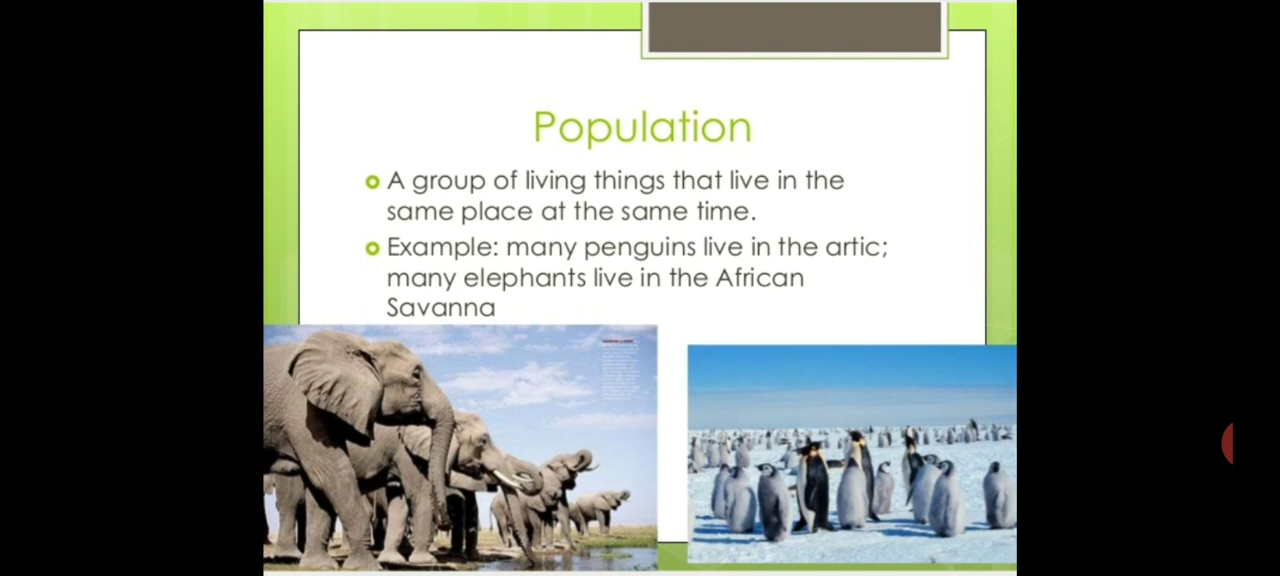 Population
A group of living things that live in the
same place at the same time.
Example: many penguins live in the artic;
many elephants live in the African
Savanna